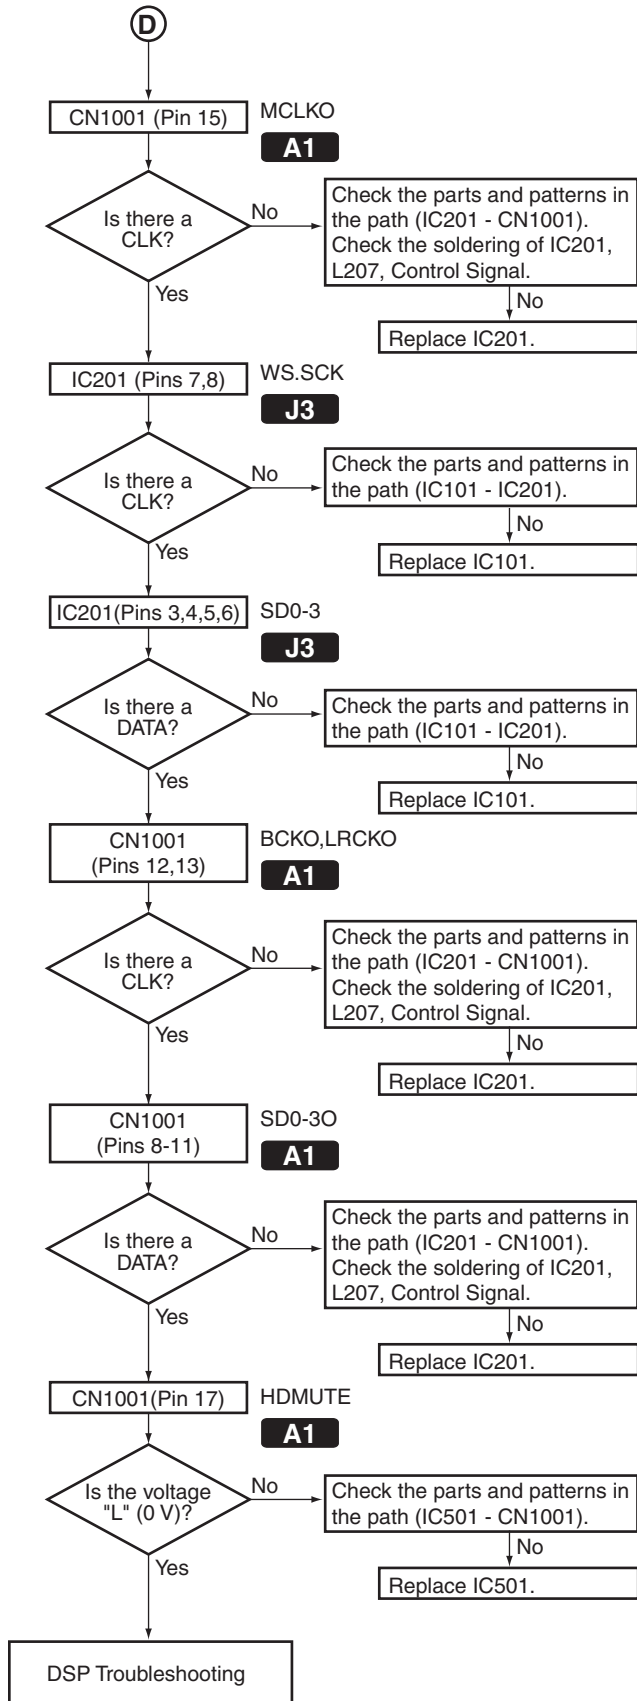 D
CN1001 (Pin 15)
MCLKO
A1
Is there a
CLK?
No
Check the parts and patterns in
the path (IC201 - CN1001).
Check the soldering of IC201,
L207, Control Signal.
No
Replace IC201.
Yes
IC201 (Pins 7,8)
WS.SCK
J3
Is there a
CLK?
No
Check the parts and patterns in
the path (IC101 - IC201).
No
Replace IC101.
Yes
IC201(Pins 3,4,5,6)
SD0-3
J3
Is there a
DATA?
No
Check the parts and patterns in
the path (IC101 - IC201).
No
Replace IC101.
Yes
CN1001
(Pins 12,13)
BCKO,LRCKO
A1
Is there a
CLK?
No
Check the parts and patterns in
the path (IC201 - CN1001).
Check the soldering of IC201,
L207, Control Signal.
No
Replace IC201.
Yes
CN1001
(Pins 8-11)
SD0-3O
A1
Is there a
DATA?
No
Check the parts and patterns in
the path (IC201 - CN1001).
Check the soldering of IC201,
L207, Control Signal.
No
Replace IC201.
Yes
CN1001(Pin 17)
HDMUTE
A1
Is the voltage
"L" (0 V)?
No
Check the parts and patterns in
the path (IC501 - CN1001).
No
Replace IC501.
Yes
DSP Troubleshooting